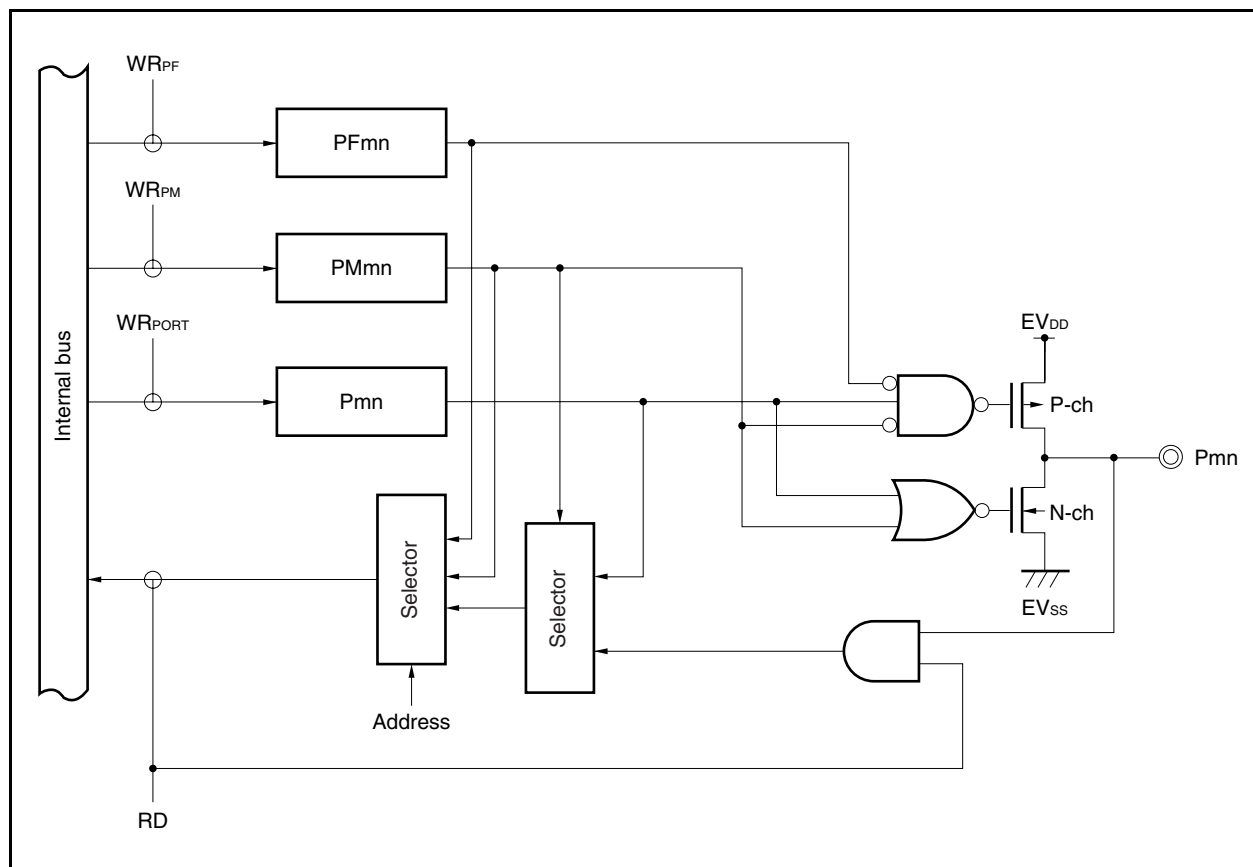 WRPF
PFmn
WRPM
PMmn
WRPORT
Pmn
Internal bus
EVDD
P-ch
Pmn
N-ch
EVSS
Selector
Selector
Address
RD